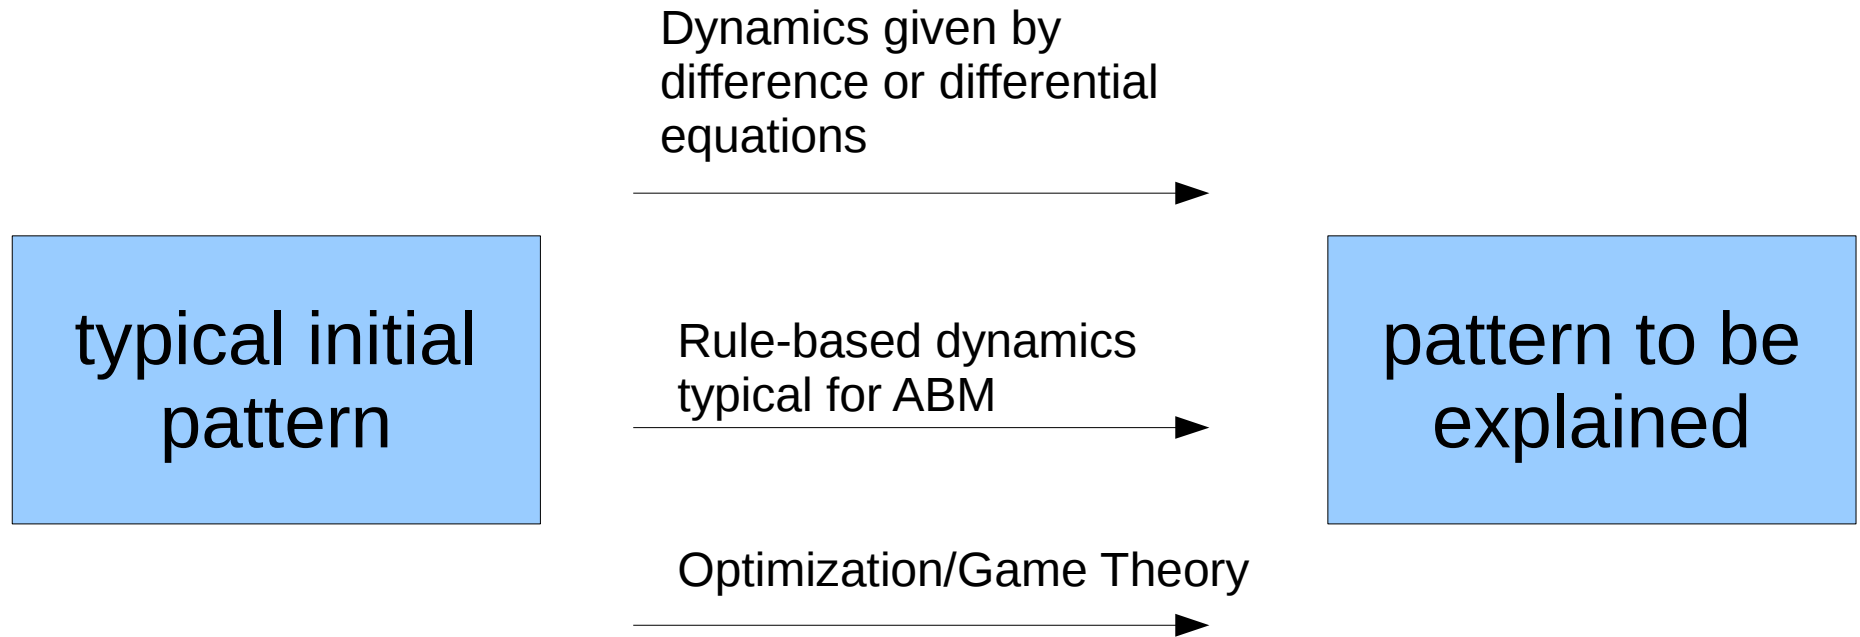 Dynamics given by
difference or differential
equations
typical initial
pattern
Rule-based dynamics
typical for ABM
pattern to be
explained
Optimization/Game Theory